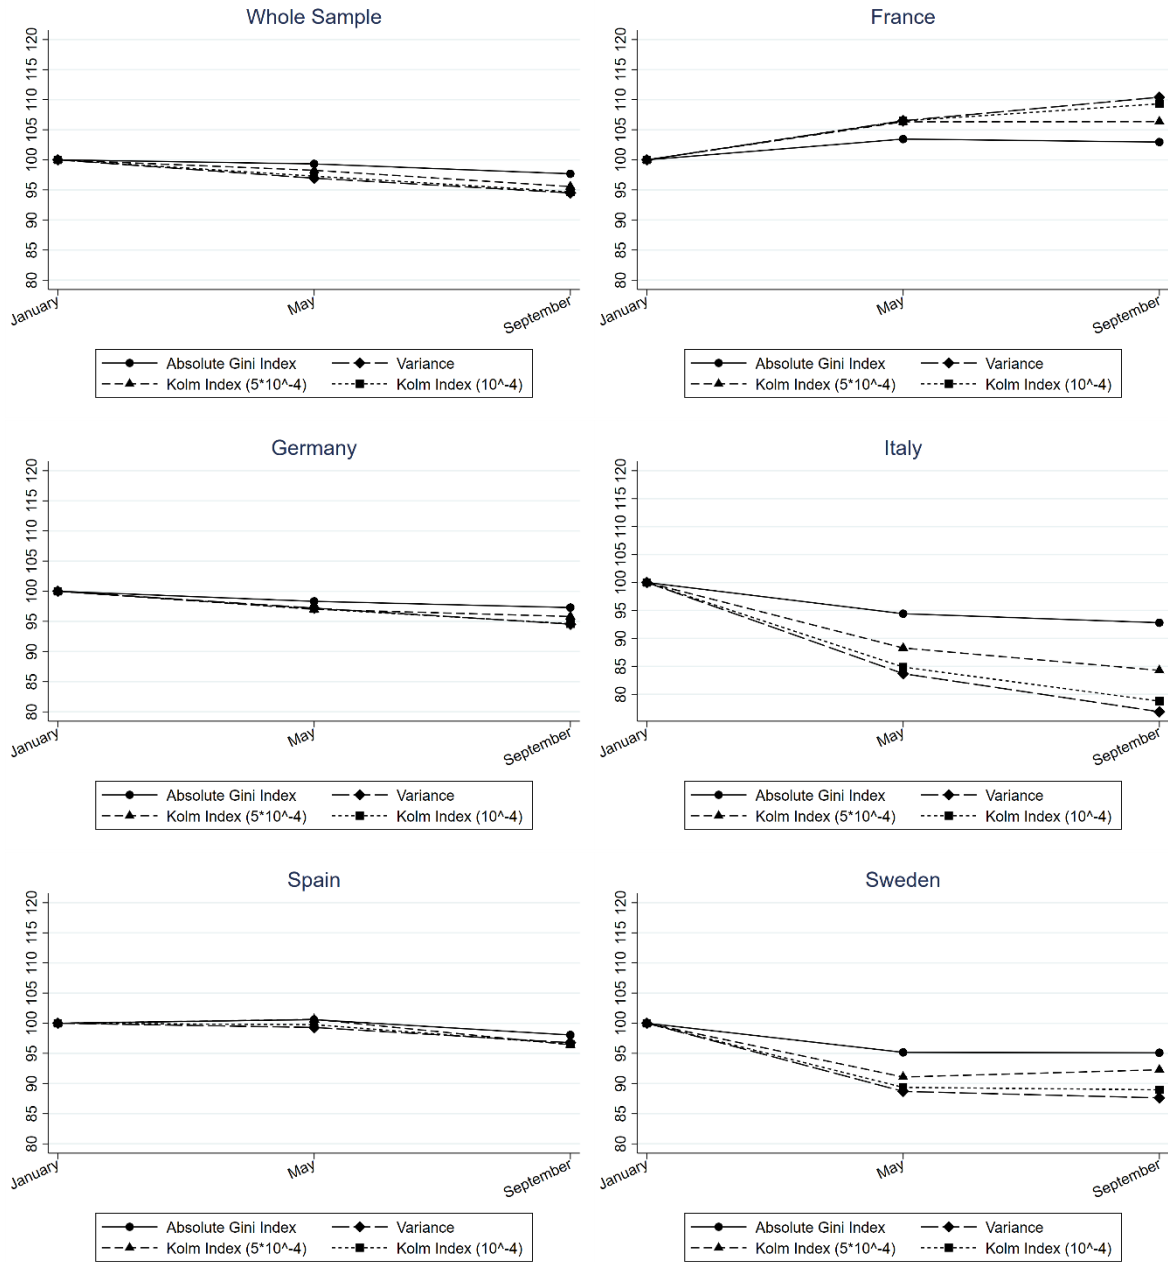 Whole Sample
120
115
110
105
100
95
90
85
80
January
May
September
Absolute Gini Index
Variance
Kolm Index (5*10^-4)
Kolm Index (10^-4)
France
120
115
110
105
100
95
90
85
80
January
May
September
Absolute Gini Index
Variance
Kolm Index (5*10^-4)
Kolm Index (10^-4)
Germany
120
115
110
105
100
95
90
85
80
January
May
September
Absolute Gini Index
Variance
Kolm Index (5*10^-4)
Kolm Index (10^-4)
Italy
120
115
110
105
100
95
90
85
80
January
May
September
Absolute Gini Index
Variance
Kolm Index (5*10^-4)
Kolm Index (10^-4)
Spain
120
115
110
105
100
95
90
85
80
January
May
September
Absolute Gini Index
Variance
Kolm Index (5*10^-4)
Kolm Index (10^-4)
Sweden
120
115
110
105
100
95
90
85
80
January
May
September
Absolute Gini Index
Variance
Kolm Index (5*10^-4)
Kolm Index (10^-4)